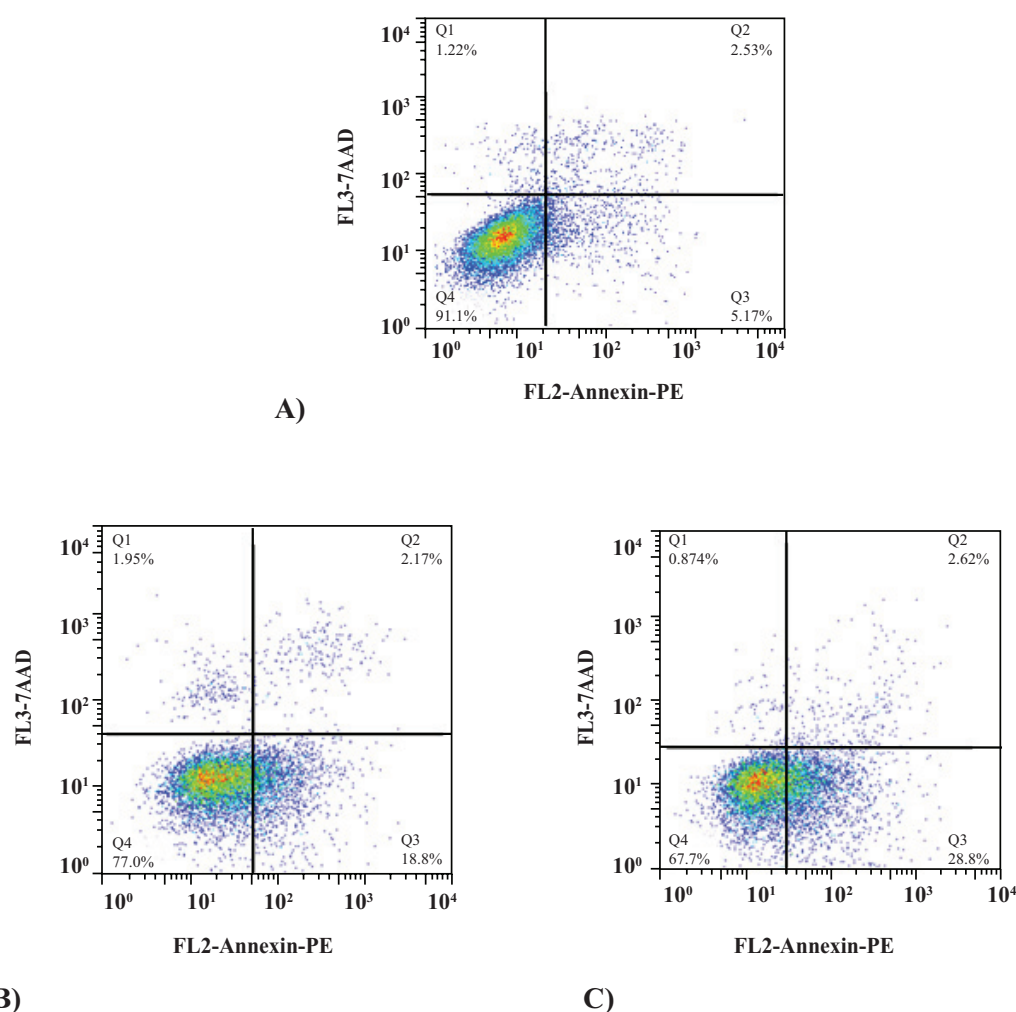 Q1
1.22%
Q2
2.53%
10⁴
10³
10²
10¹
10⁰
FL3-7AAD
Q4
91.1%
Q3
5.17%
10⁰ 10¹ 10² 10³ 10⁴
FL2-Annexin-PE
A)
Q1
1.95%
Q2
2.17%
10⁴
10³
10²
10¹
10⁰
FL3-7AAD
Q4
77.0%
Q3
18.8%
10⁰ 10¹ 10² 10³ 10⁴
FL2-Annexin-PE
B)
Q1
0.874%
Q2
2.62%
10⁴
10³
10²
10¹
10⁰
FL3-7AAD
Q4
67.7%
Q3
28.8%
10⁰ 10¹ 10² 10³ 10⁴
FL2-Annexin-PE
C)